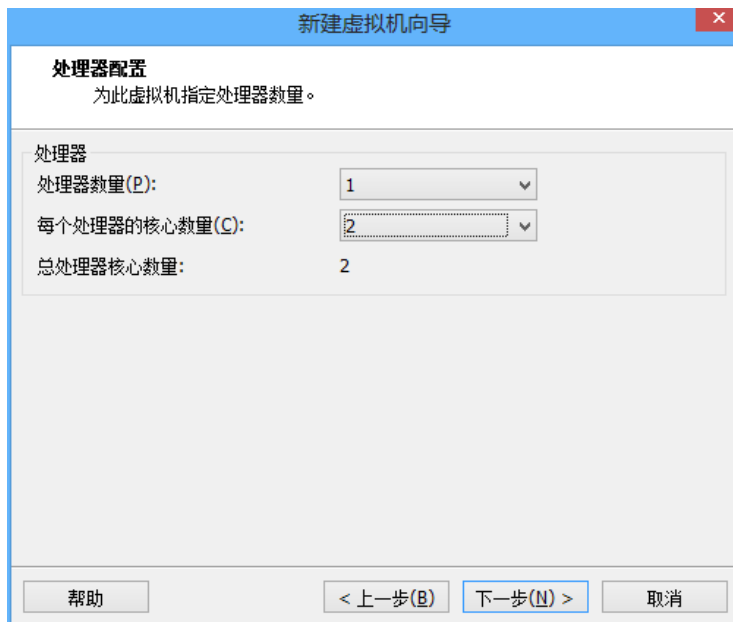 新建虚拟机向导
处理器配置
为此虚拟机指定处理器数量。
处理器
处理器数量(P): 1
每个处理器的核心数量(C): 2
总处理器核心数量: 2
帮助 < 上一步(B) 下一步(N) > 取消